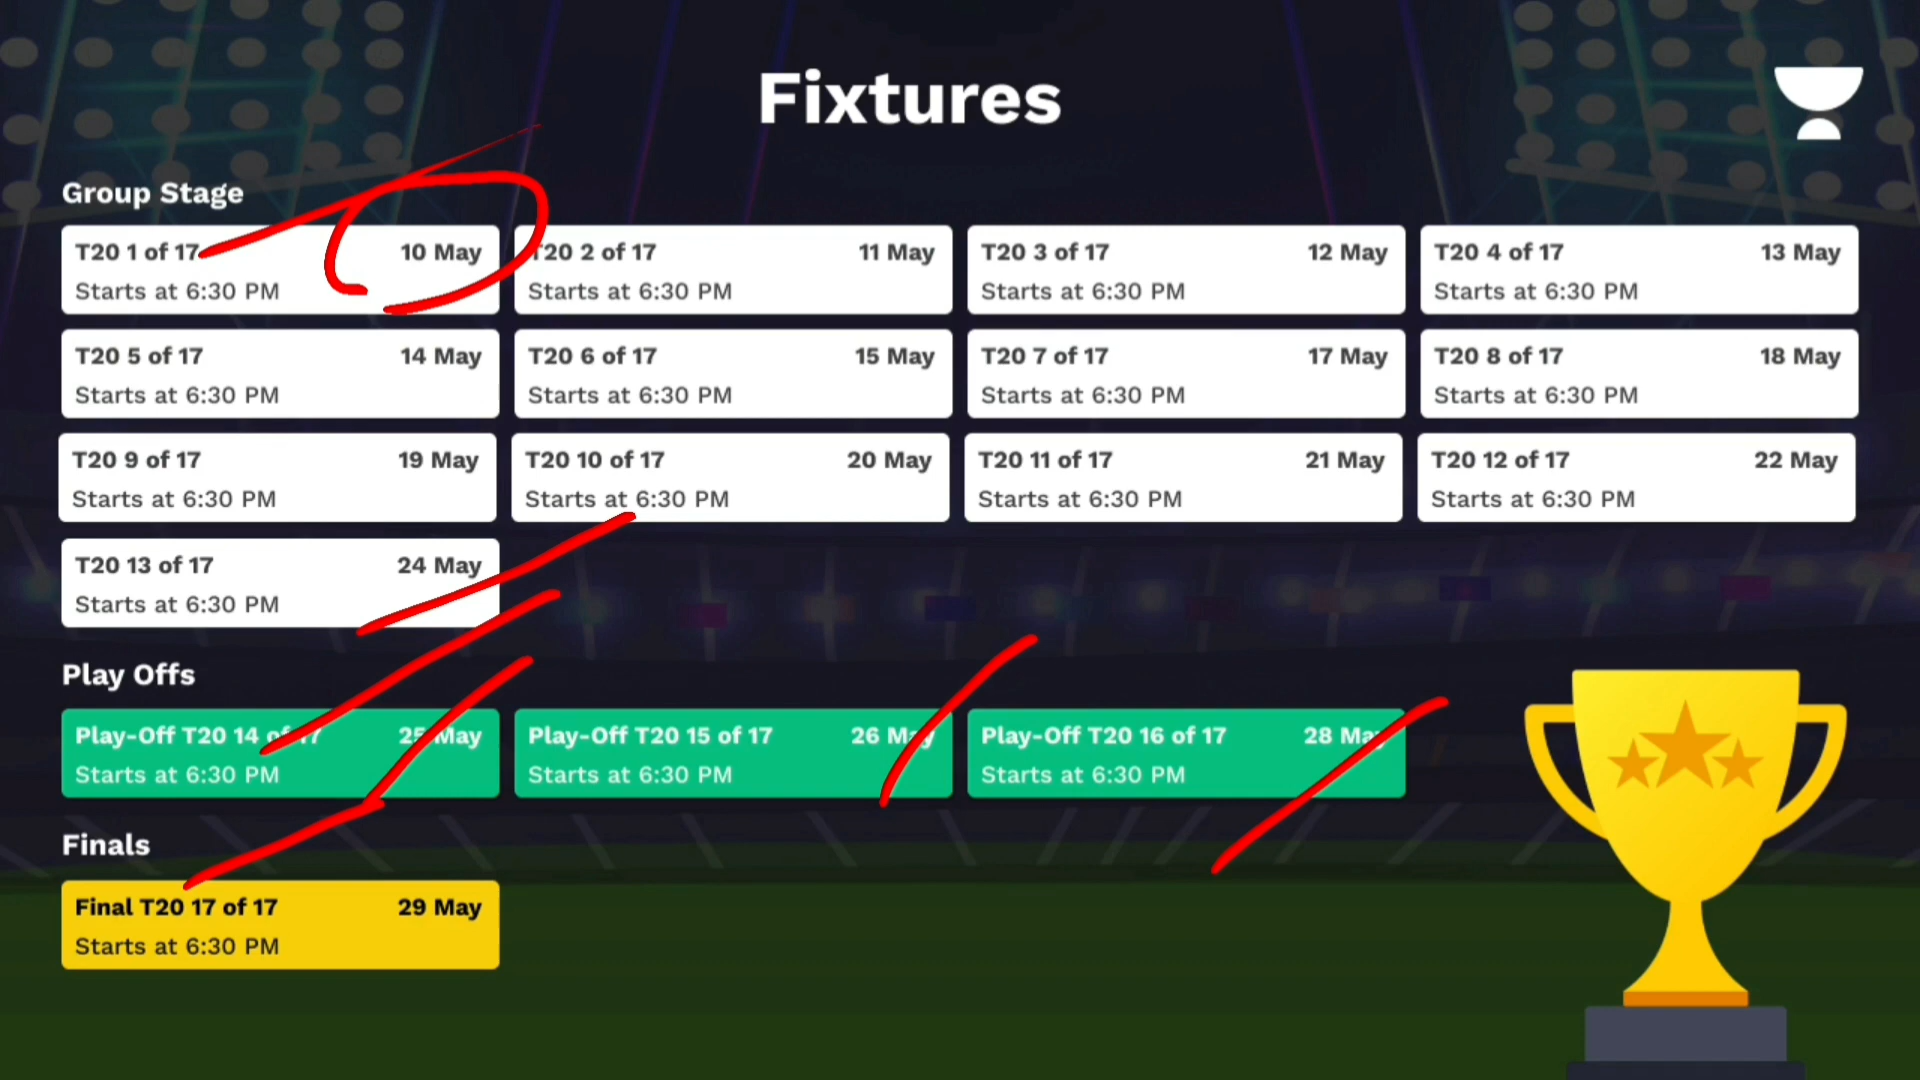 Fixtures
Group Stage
T20 1 of 17 10 May
Starts at 6:30 PM
T20 2 of 17 11 May
Starts at 6:30 PM
T20 3 of 17 12 May
Starts at 6:30 PM
T20 4 of 17 13 May
Starts at 6:30 PM
T20 5 of 17 14 May
Starts at 6:30 PM
T20 6 of 17 15 May
Starts at 6:30 PM
T20 7 of 17 17 May
Starts at 6:30 PM
T20 8 of 17 18 May
Starts at 6:30 PM
T20 9 of 17 19 May
Starts at 6:30 PM
T20 10 of 17 20 May
Starts at 6:30 PM
T20 11 of 17 21 May
Starts at 6:30 PM
T20 12 of 17 22 May
Starts at 6:30 PM
T20 13 of 17 24 May
Starts at 6:30 PM
Play Offs
Play-Off T20 14 of 17 25 May
Starts at 6:30 PM
Play-Off T20 15 of 17 26 May
Starts at 6:30 PM
Play-Off T20 16 of 17 28 May
Starts at 6:30 PM
Finals
Final T20 17 of 17 29 May
Starts at 6:30 PM